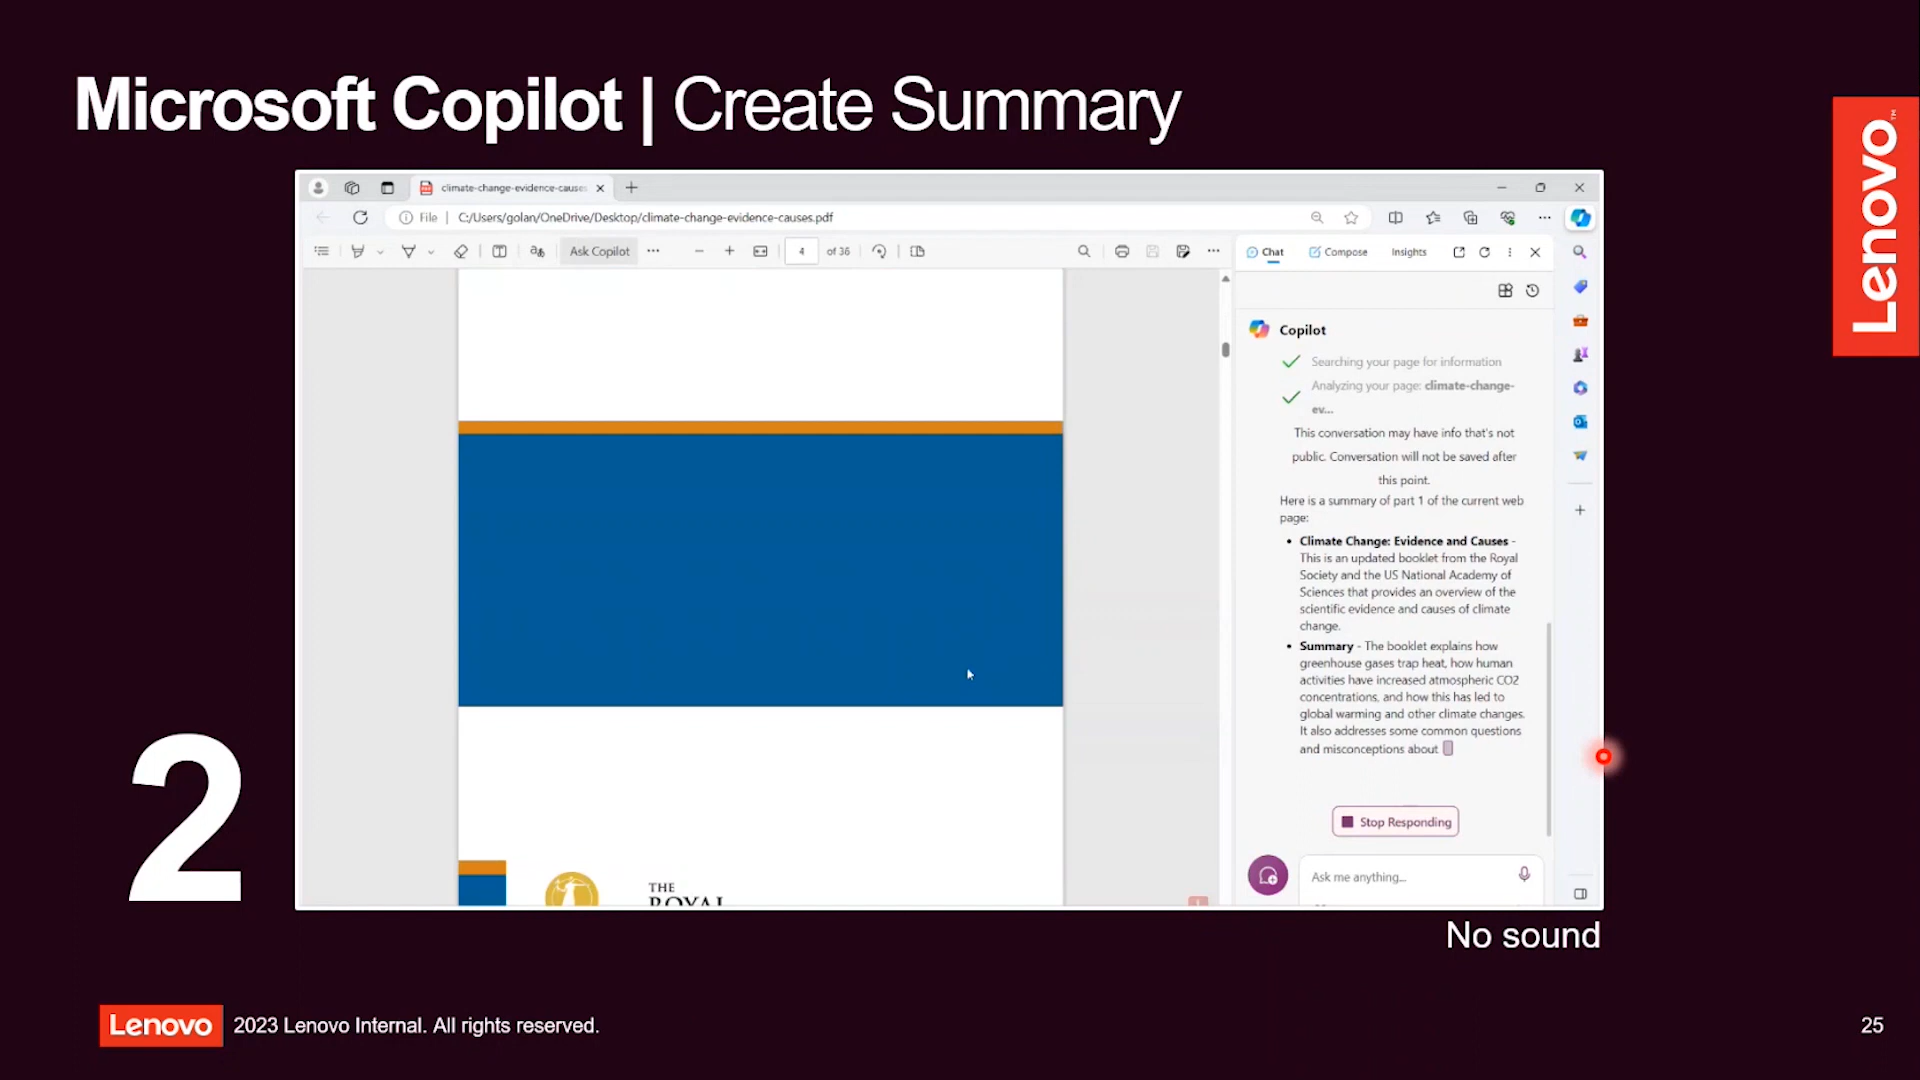 Microsoft Copilot | Create Summary
Lenovo
climate-change-evidence-cause
File
C:/Users/golan/OneDrive/Desktop/climate-change-evidence-causes.pdf
Ask Copilot
4
of 36
Chat
Compose
Insights
Copilot
Searching your page for information
Analyzing your page: climate-change-
ev...
This conversation may have info that's not
public. Conversation will not be saved after
this point.
Here is a summary of part 1 of the current web
page:
• Climate Change: Evidence and Causes -
This is an updated booklet from the Royal
Society and the US National Academy of
Sciences that provides an overview of the
scientific evidence and causes of climate
change.
• Summary - The booklet explains how
greenhouse gases trap heat, how human
activities have increased atmospheric CO2
concentrations, and how this has led to
global warming and other climate changes.
It also addresses some common questions
and misconceptions about
Stop Responding
Ask me anything...
THE
ROYAL
2
No sound
Lenovo
2023 Lenovo Internal. All rights reserved.
25